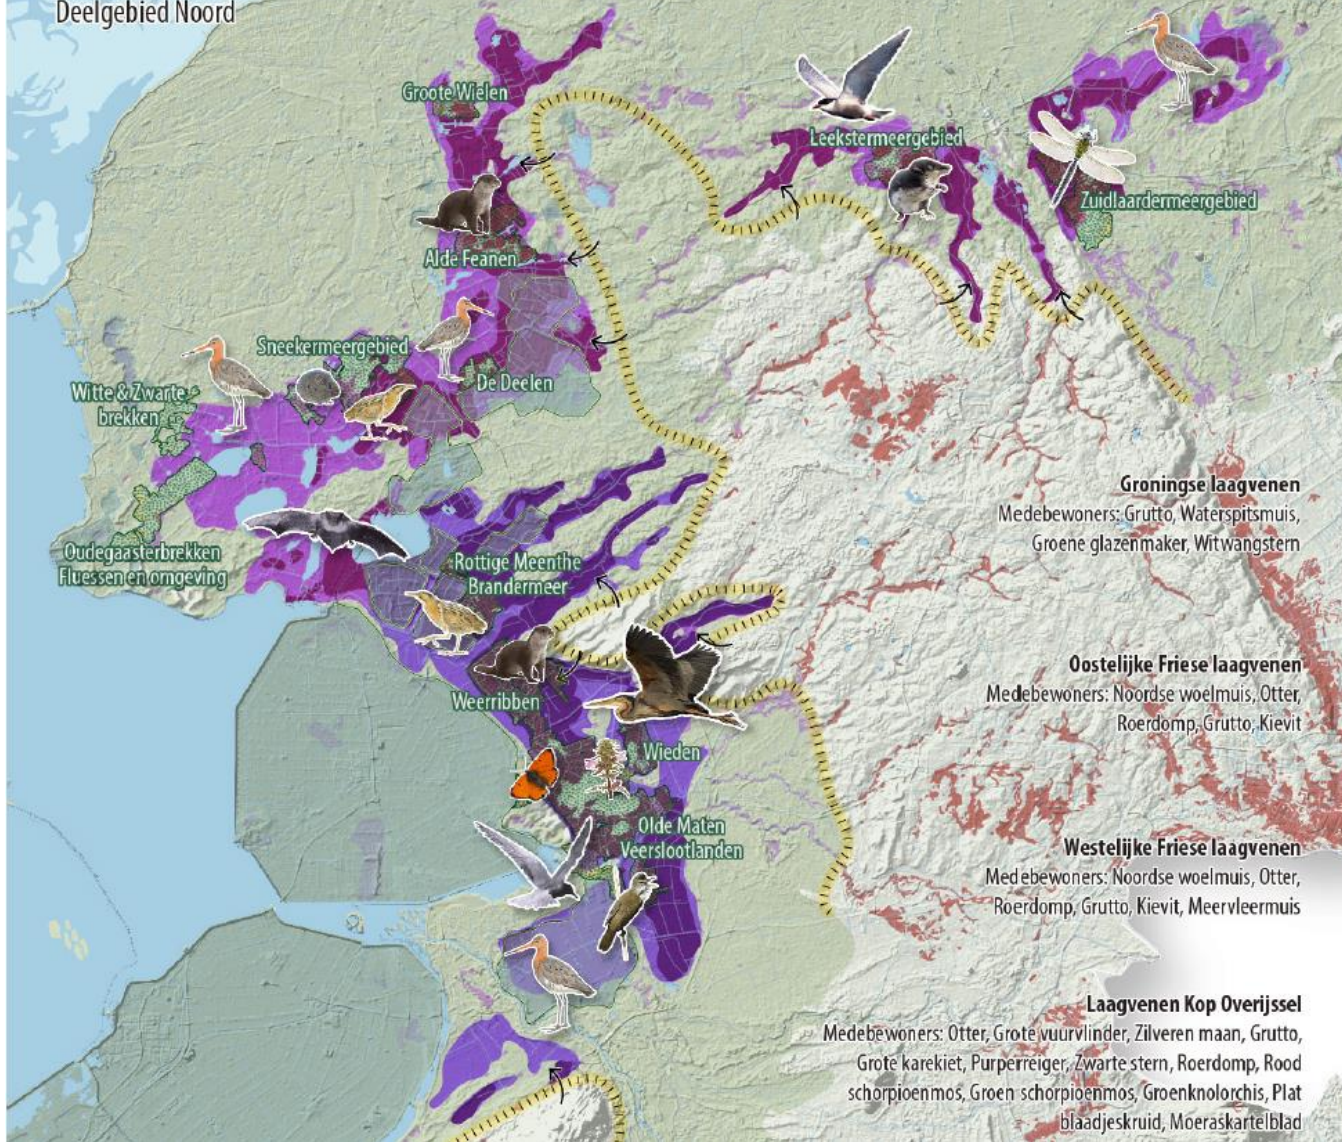 Deelgebied Noord
Groote Wielen
Leekstermeergebied
Zuidlaardermeergebied
Alde Feanen
Sneekermeergebied
De Deelen
Witte & Zwarte
brekken
Oudegaasterbrekken
Fluessen en omgeving
Rottige Meenthe
Brandermeer
Weerribben
Wieden
Olde Maten
Veerslootlanden
Groningse laagvenen
Medebewoners: Grutto, Waterspitsmuis,
Groene glazenmaker, Witwangstern
Oostelijke Friese laagvenen
Medebewoners: Noordse woelmuis, Otter,
Roerdomp, Grutto, Kievit
Westelijke Friese laagvenen
Medebewoners: Noordse woelmuis, Otter,
Roerdomp, Grutto, Kievit, Meervleermuis
Laagvenen Kop Overijssel
Medebewoners: Otter, Grote vuurvlinder, Zilveren maan, Grutto,
Grote karekiet, Purperreiger, Zwarte stern, Roerdomp, Rood
schorpioenmos, Groen schorpioenmos, Groenknolorchis, Plat
blaadjeskruid, Moeraskartelblad